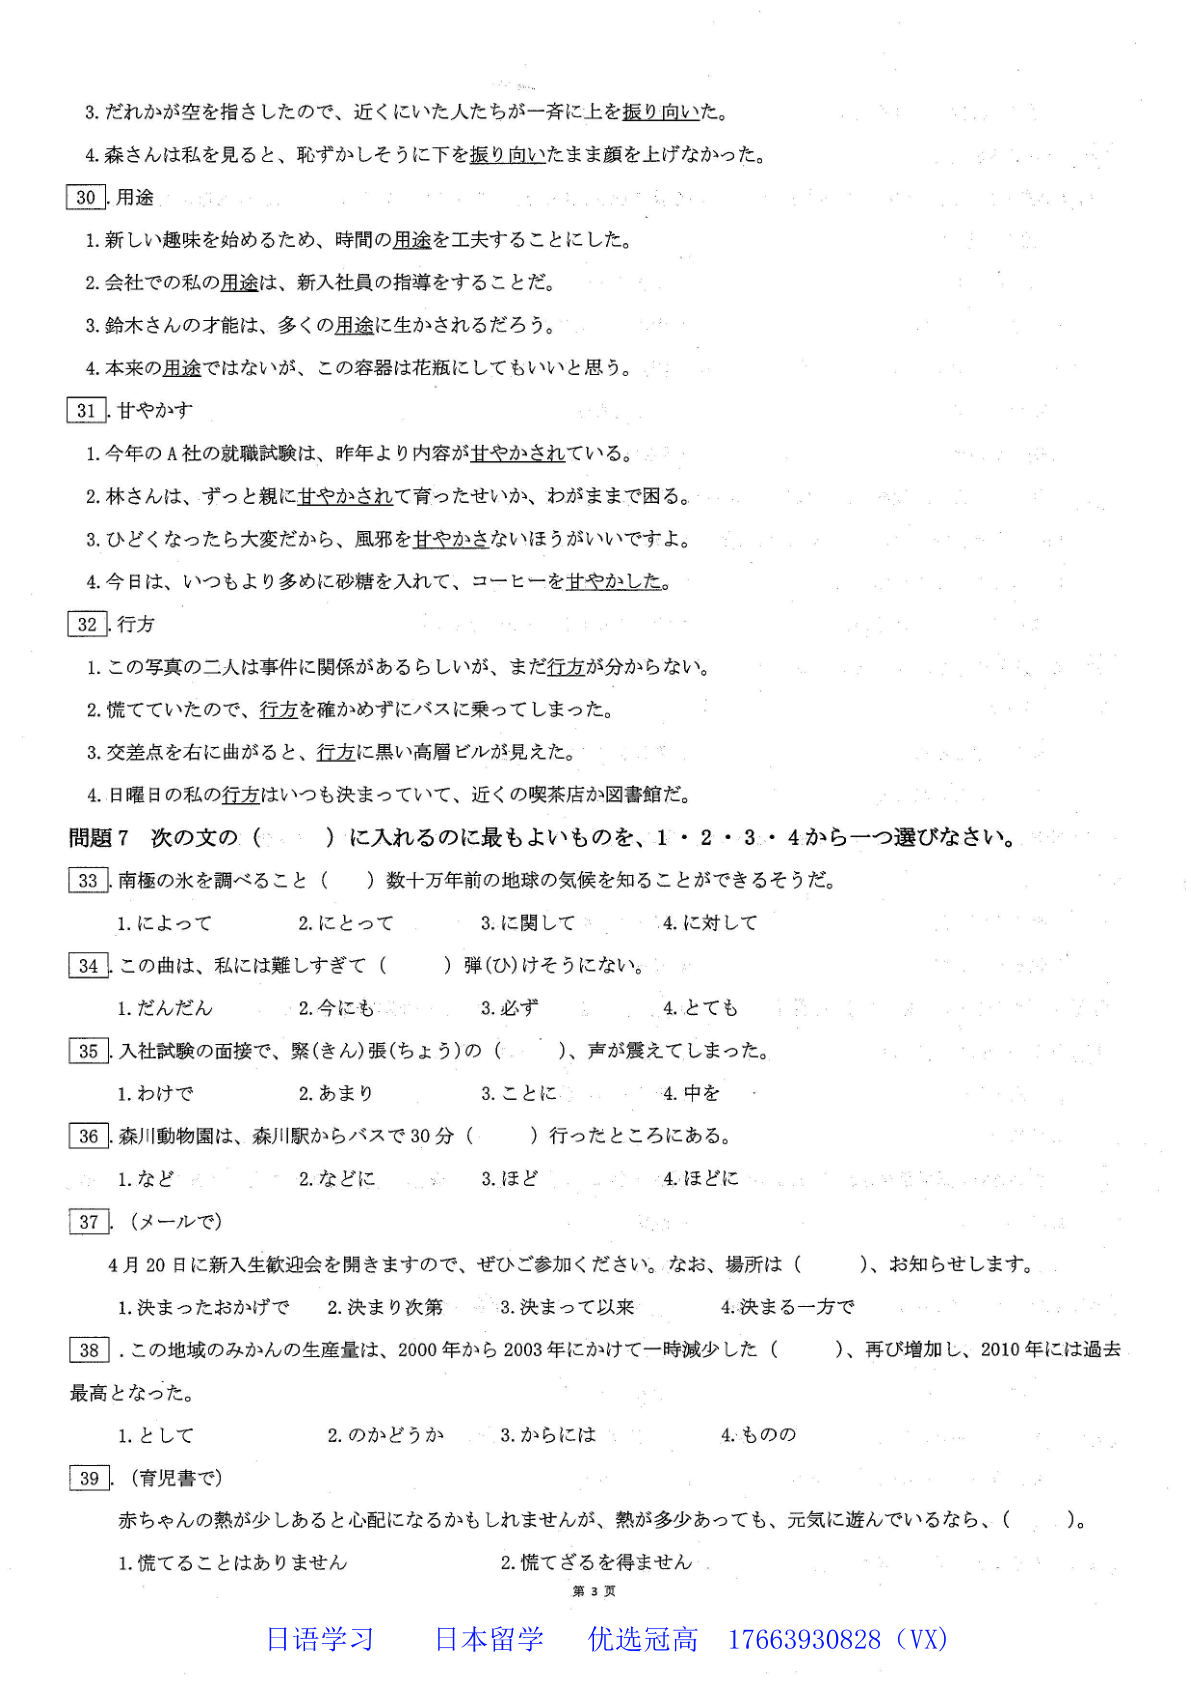 3. だれかが空を指さしたので、近くにいた人たちが一斉に上を振り向いた。
4. 森さんは私を見ると、恥ずかしそうに下を振り向いたまま顔を上げなかった。
30 . 用途
1. 新しい趣味を始めるため、時間の用途を工夫することにした。
2. 会社での私の用途は、新入社員の指導をすることだ。
3. 鈴木さんの才能は、多くの用途に生かされるだろう。
4. 本来の用途ではないが、この容器は花瓶にしてもいいと思う。
31 . 甘やかす
1. 今年の A 社の就職試験は、昨年より内容が甘やかされている。
2. 林さんは、ずっと親に甘やかされて育ったせいか、わがままで困る。
3. ひどくなったら大変だから、風邪を甘やかさないほうがいいですよ。
4. 今日は、いつもより多めに砂糖を入れて、コーヒーを甘やかした。
32 . 行方
1. この写真の二人は事件に関係があるらしいが、まだ行方が分からない。
2. 慌てていたので、行方を確かめずにバスに乗ってしまった。
3. 交差点を右に曲がると、行方に黒い高層ビルが見えた。
4. 日曜日の私の行方はいつも決まっていて、近くの喫茶店か図書館だ。
問題7 次の文の（　　）に入れるのに最もよいものを、1・2・3・4から一つ選びなさい。
33 . 南極の氷を調べること（　　）数十万年前の地球の気候を知ることができるそうだ。
1. によって 2. にとって 3. に関して 4. に対して
34 . この曲は、私には難しすぎて（　　）弾(ひ)けそうにない。
1. だんだん 2. 今にも 3. 必ず 4. とても
35 . 入社試験の面接で、緊(きん)張(ちょう)の（　　)、声が震えてしまった。
1. わけで 2. あまり 3. ことに 4. 中を
36 . 森川動物園は、森川駅からバスで 30 分（　　）行ったところにある。
1. など 2. などに 3. ほど 4. ほどに
37 . （メールで）
4 月 20 日に新入生歓迎会を開きますので、ぜひご参加ください。なお、場所は（　　)、お知らせします。
1. 決まったおかげで 2. 決まり次第 3. 決まって以来 4. 決まる一方で
38 . この地域のみかんの生産量は、2000 年から 2003 年にかけて一時減少した（　　)、再び増加し、2010 年には過去
最高となった。
1. として 2. のかどうか 3. からには 4. ものの
39 . （育児書で）
赤ちゃんの熱が少しあると心配になるかもしれませんが、熱が多少あっても、元気に遊んでいるなら、（　　)。
1. 慌てることはありません 2. 慌てざるを得ません
第 3 页
日语学习 日本留学 优选冠高 17663930828（VX)